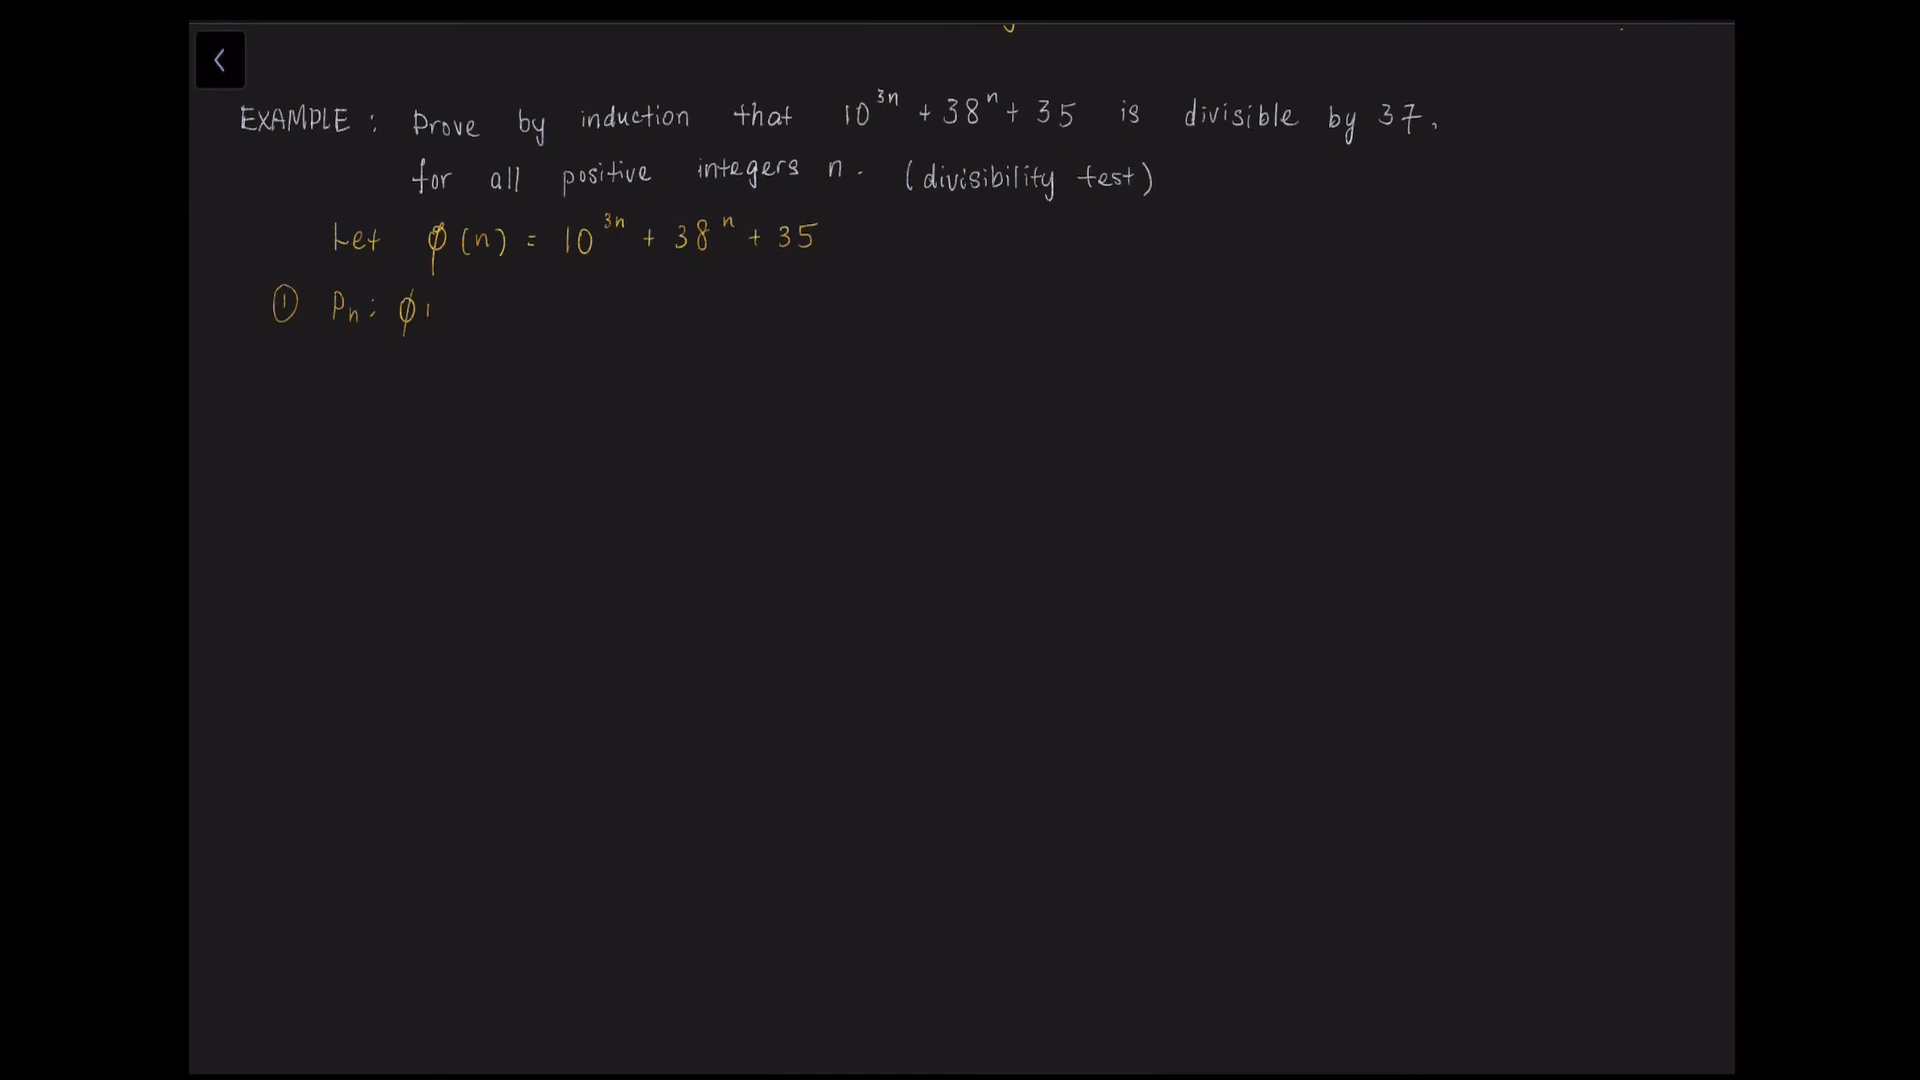 EXAMPLE : Prove by induction that 10^{3n} + 38^{n} + 35 is divisible by 37,
for all positive integers n. (divisibility test)
Let φ(n) = 10^{3n} + 38^{n} + 35
① Pn : φ